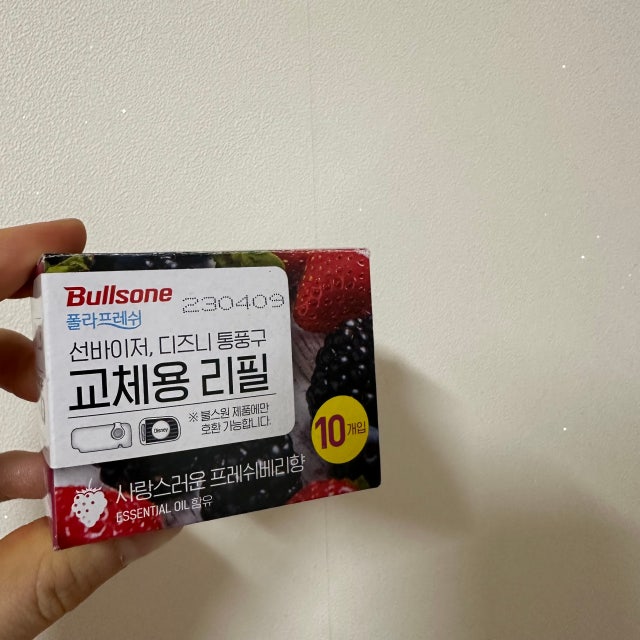 Bullsone
230409
폴라프레쉬
선바이저, 디즈니 통풍구
교체용 리필
Disney
※ 불스원 제품에만
호환 가능합니다.
10개입
사랑스러운 프레쉬베리향
ESSENTIAL OIL 함유